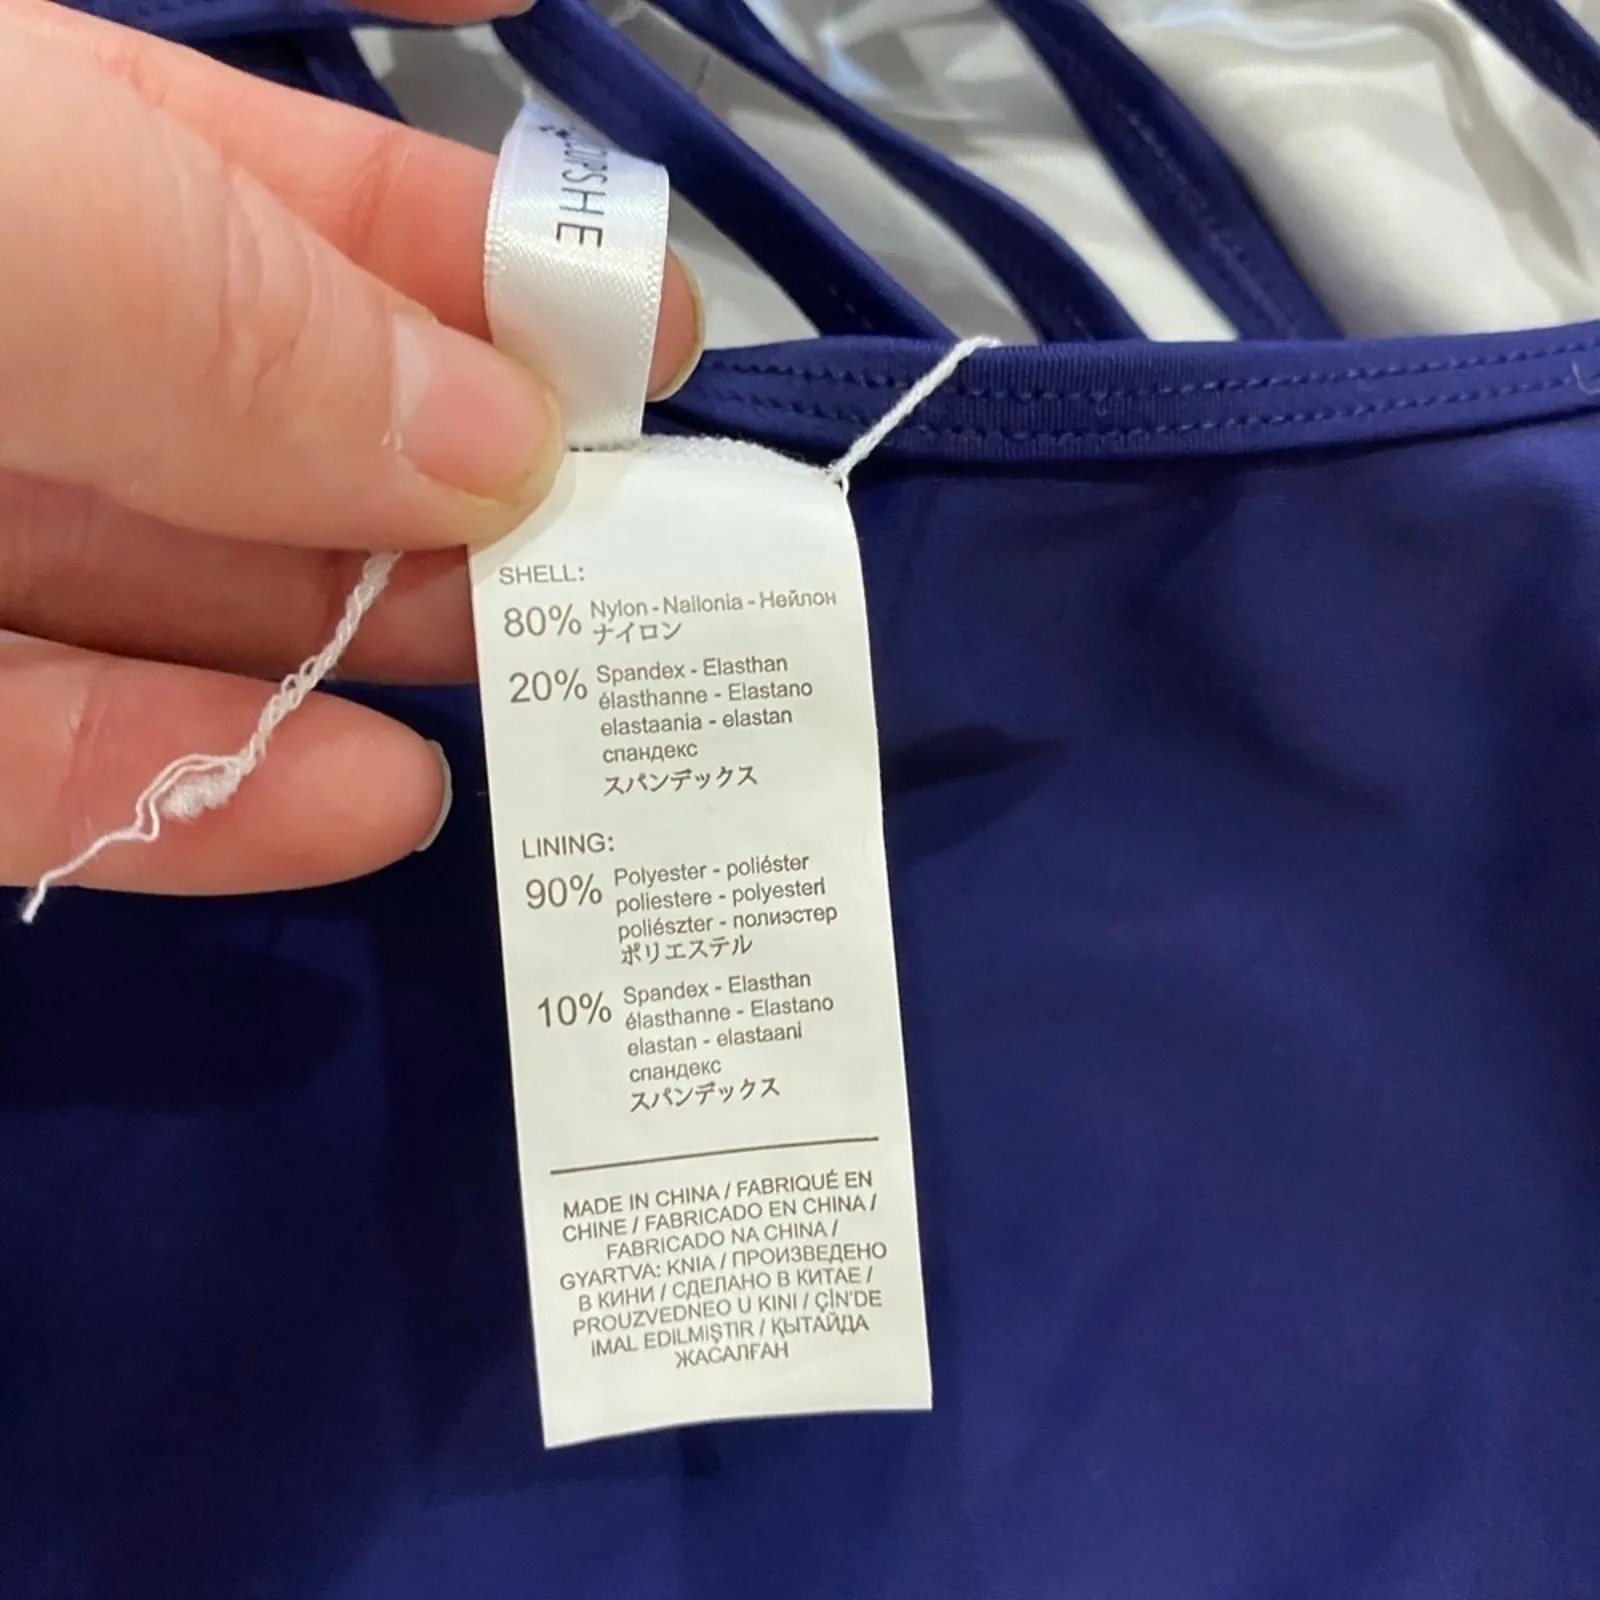 CUPSHE
SHELL:
80% Nylon - Nailonia - Нейлон
ナイロン
20% Spandex - Elasthan
élasthanne - Elastano
elastaania - elastan
спандекс
スパンデックス
LINING:
90% Polyester - poliéster
poliestere - polyesterl
poliészter - полиэстер
ポリエステル
10% Spandex - Elasthan
élasthanne - Elastano
elastan - elastaani
спандекс
スパンデックス
MADE IN CHINA / FABRIQUÉ EN
CHINE / FABRICADO EN CHINA /
FABRICADO NA CHINA /
GYARTVA: KNIA / ПРОИЗВЕДЕНО
В КИНИ / СДЕЛАНО В КИТАЕ /
PROUZVEDNEO U KINI / ÇİN'DE
İMAL EDILMIŞTIR / ҚЫТАЙДА
ЖАСАЛҒАН